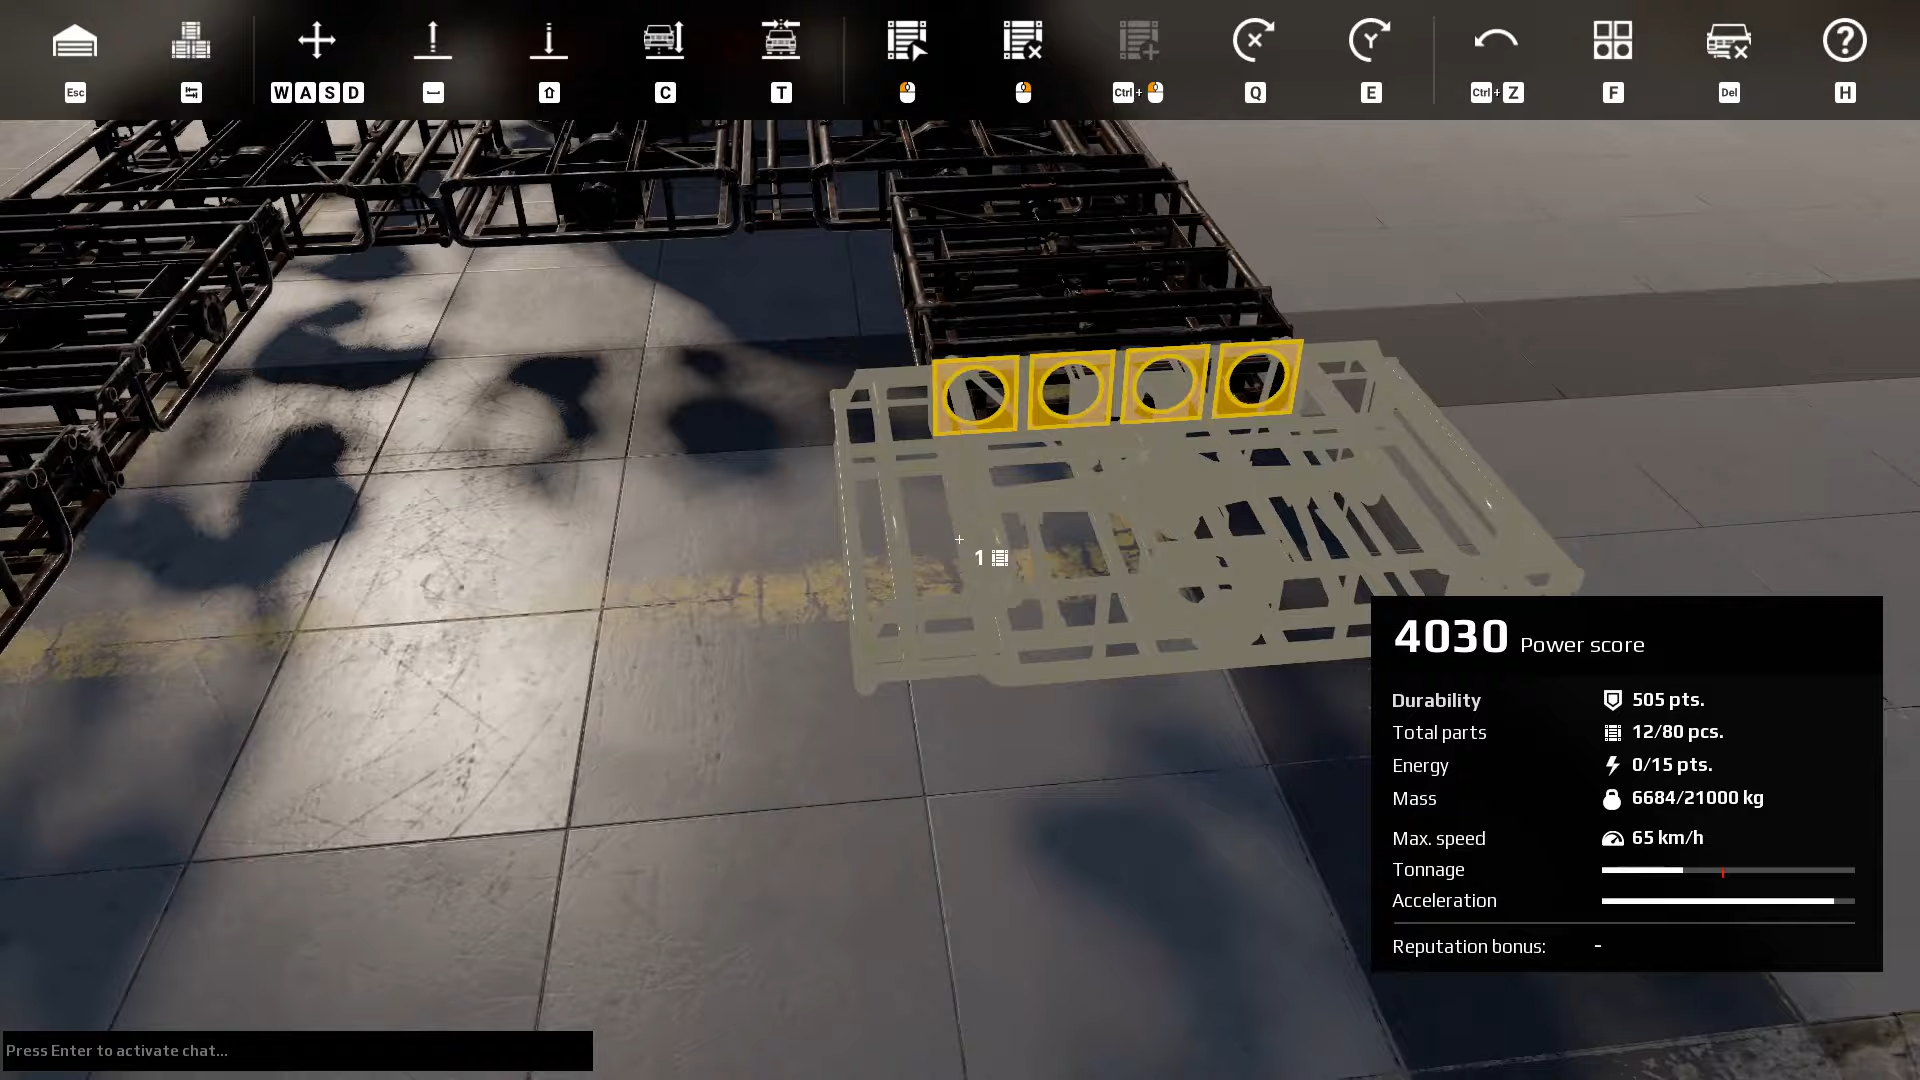 Esc
W A S D
C
T
Ctrl +
X
Q
Y
E
Ctrl + Z
F
Del
?
H
1
4030 Power score
Durability 505 pts.
Total parts 12/80 pcs.
Energy 0/15 pts.
Mass 6684/21000 kg
Max. speed 65 km/h
Tonnage
Acceleration
Reputation bonus: -
Press Enter to activate chat...